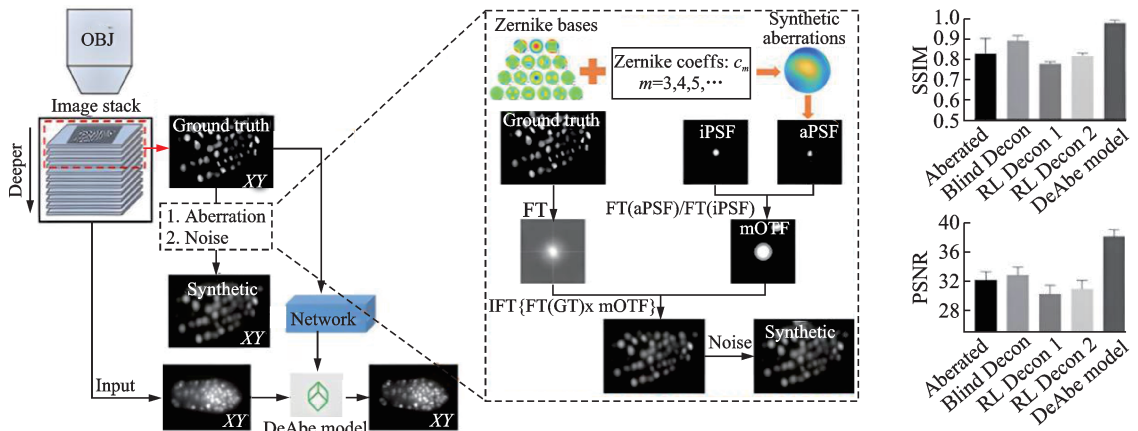 OBJ
Image stack
Deeper
Ground truth
XY
1. Aberration
2. Noise
Synthetic
XY
Network
Input
XY
DeAbe model
XY
Zernike bases
Zernike coeffs: cₘ
m=3,4,5,···
Synthetic
aberrations
Ground truth
iPSF
aPSF
FT
FT(aPSF)/FT(iPSF)
mOTF
IFT{FT(GT)x mOTF}
Noise
Synthetic
SSIM
1.0
0.9
0.8
0.7
0.6
0.5
Aberrated
Blind Decon
RL Decon 1
RL Decon 2
DeAbe model
PSNR
40
36
32
28
Aberrated
Blind Decon
RL Decon 1
RL Decon 2
DeAbe model